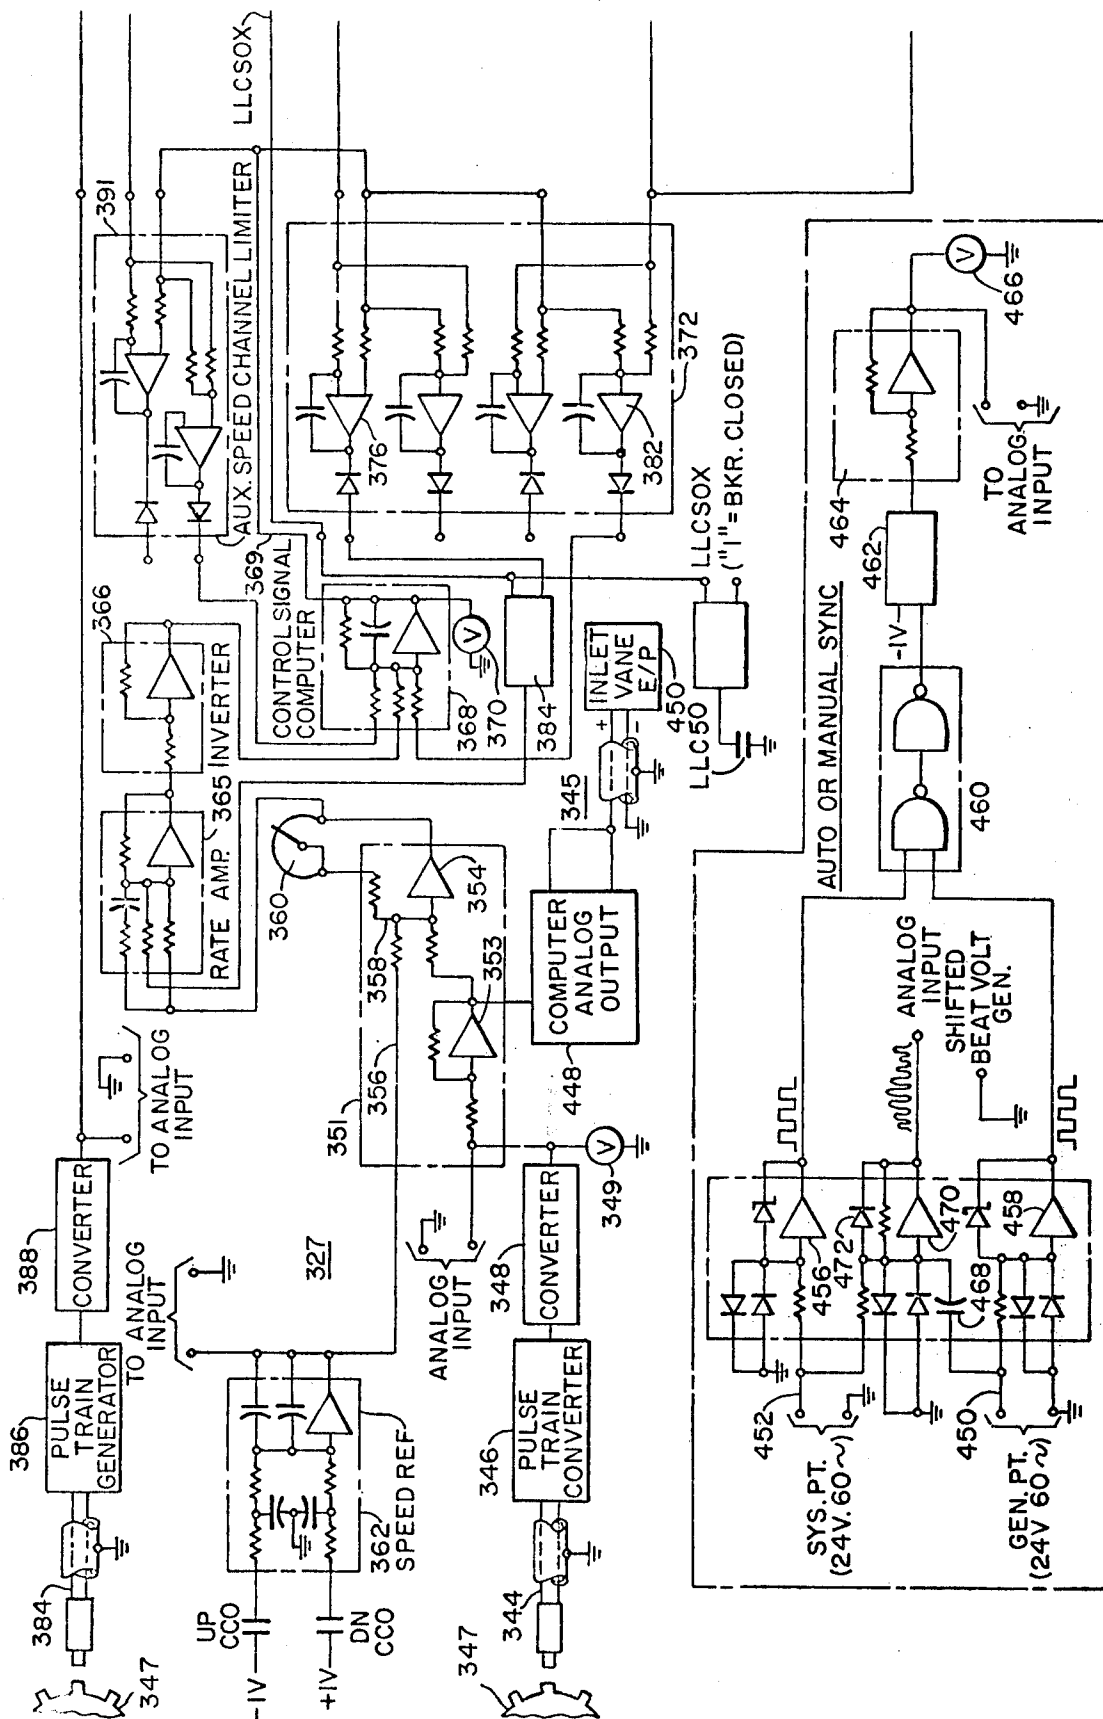 384
347
386
PULSE
TRAIN
GENERATOR
388
CONVERTER
TO ANALOG
INPUT
RATE AMP.
365
366
INVERTER
391
AUX. SPEED CHANNEL LIMITER
LLCSOX
369
CONTROL SIGNAL
COMPUTER
368
370
V
384
376
382
372
UP
CCO
-1V
+1V
DN
CCO
362
SPEED REF
TO ANALOG
INPUT
327
351
356
358
360
354
353
ANALOG
INPUT
347
344
346
PULSE
TRAIN
CONVERTER
348
CONVERTER
349
V
448
COMPUTER
ANALOG
OUTPUT
345
+
-
INLET
VANE
E/P
450
LLC50
LLCSOX
("1" = BKR. CLOSED)
AUTO OR MANUAL SYNC
452
SYS. PT.
(24V. 60~)
450
GEN. PT.
(24V 60~)
456
472
470
468
458
ANALOG
INPUT
SHIFTED
BEAT VOLT
GEN.
460
-1V
462
464
466
V
TO
ANALOG
INPUT